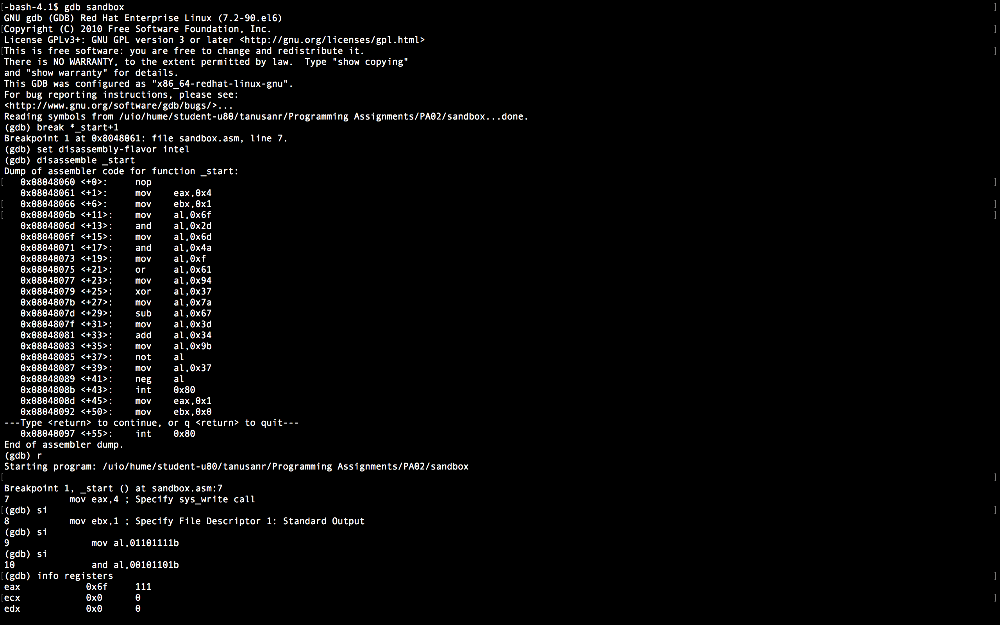 [-bash-4.1$ gdb sandbox ]
GNU gdb (GDB) Red Hat Enterprise Linux (7.2-90.el6)
[Copyright (C) 2010 Free Software Foundation, Inc. ]
License GPLv3+: GNU GPL version 3 or later <http://gnu.org/licenses/gpl.html>
[This is free software: you are free to change and redistribute it. ]
There is NO WARRANTY, to the extent permitted by law.  Type "show copying"
and "show warranty" for details.
This GDB was configured as "x86_64-redhat-linux-gnu".
For bug reporting instructions, please see:
<http://www.gnu.org/software/gdb/bugs/>...
Reading symbols from /uio/hume/student-u80/tanusanr/Programming Assignments/PA02/sandbox...done.
(gdb) break *_start+1
Breakpoint 1 at 0x8048061: file sandbox.asm, line 7.
(gdb) set disassembly-flavor intel
(gdb) disassemble _start
Dump of assembler code for function _start:
[  0x08048060 <+0>:     nop ]
   0x08048061 <+1>:     mov    eax,0x4
[  0x08048066 <+6>:     mov    ebx,0x1 ]
[  0x0804806b <+11>:    mov    al,0x6f ]
   0x0804806d <+13>:    and    al,0x2d
   0x0804806f <+15>:    mov    al,0x6d
   0x08048071 <+17>:    and    al,0x4a
   0x08048073 <+19>:    mov    al,0xf
   0x08048075 <+21>:    or     al,0x61
   0x08048077 <+23>:    mov    al,0x94
   0x08048079 <+25>:    xor    al,0x37
   0x0804807b <+27>:    mov    al,0x7a
   0x0804807d <+29>:    sub    al,0x67
   0x0804807f <+31>:    mov    al,0x3d
   0x08048081 <+33>:    add    al,0x34
   0x08048083 <+35>:    mov    al,0x9b
   0x08048085 <+37>:    not    al
   0x08048087 <+39>:    mov    al,0x37
   0x08048089 <+41>:    neg    al
   0x0804808b <+43>:    int    0x80
   0x0804808d <+45>:    mov    eax,0x1
   0x08048092 <+50>:    mov    ebx,0x0
---Type <return> to continue, or q <return> to quit---
   0x08048097 <+55>:    int    0x80
End of assembler dump.
(gdb) r
Starting program: /uio/hume/student-u80/tanusanr/Programming Assignments/PA02/sandbox
[ ]
Breakpoint 1, _start () at sandbox.asm:7
7           mov eax,4 ; Specify sys_write call
[(gdb) si ]
8           mov ebx,1 ; Specify File Descriptor 1: Standard Output
(gdb) si
9               mov al,01101111b
(gdb) si
10              and al,00101101b
[(gdb) info registers ]
eax            0x6f     111
[ecx            0x0      0 ]
edx            0x0      0